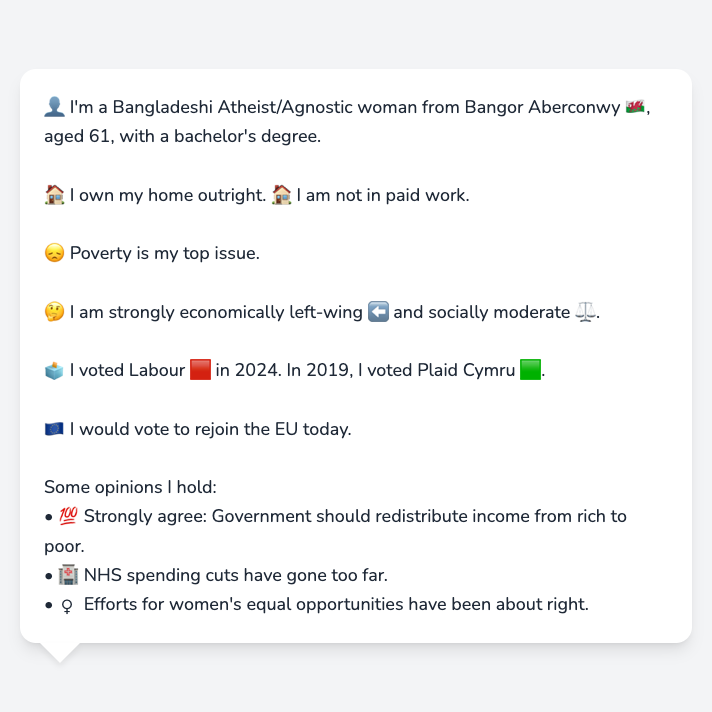 👤 I'm a Bangladeshi Atheist/Agnostic woman from Bangor Aberconwy 🏴󠁧󠁢󠁷󠁬󠁳󠁿,
aged 61, with a bachelor's degree.
🏠 I own my home outright. 🏠 I am not in paid work.
😞 Poverty is my top issue.
🤔 I am strongly economically left-wing ⬅️ and socially moderate ⚖️.
🗳️ I voted Labour 🟥 in 2024. In 2019, I voted Plaid Cymru 🟩.
🇪🇺 I would vote to rejoin the EU today.
Some opinions I hold:
• 💯 Strongly agree: Government should redistribute income from rich to
poor.
• 🏥 NHS spending cuts have gone too far.
• ♀ Efforts for women's equal opportunities have been about right.